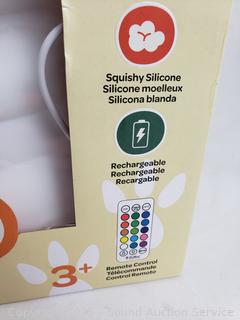 Squishy Silicone
Silicone moelleux
Silicona blanda
Rechargeable
Rechargeable
Recargable
3+
Remote Control
Télécommande
Control Remoto
Sound Auction Service